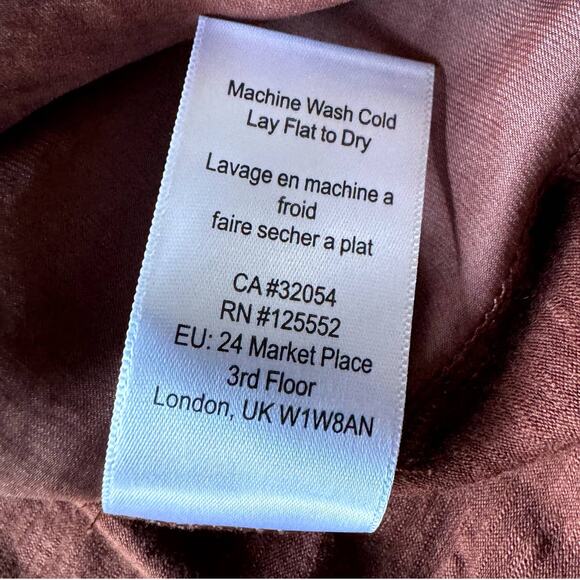 Machine Wash Cold
Lay Flat to Dry
Lavage en machine a
froid
faire secher a plat
CA #32054
RN #125552
EU: 24 Market Place
3rd Floor
London, UK W1W8AN